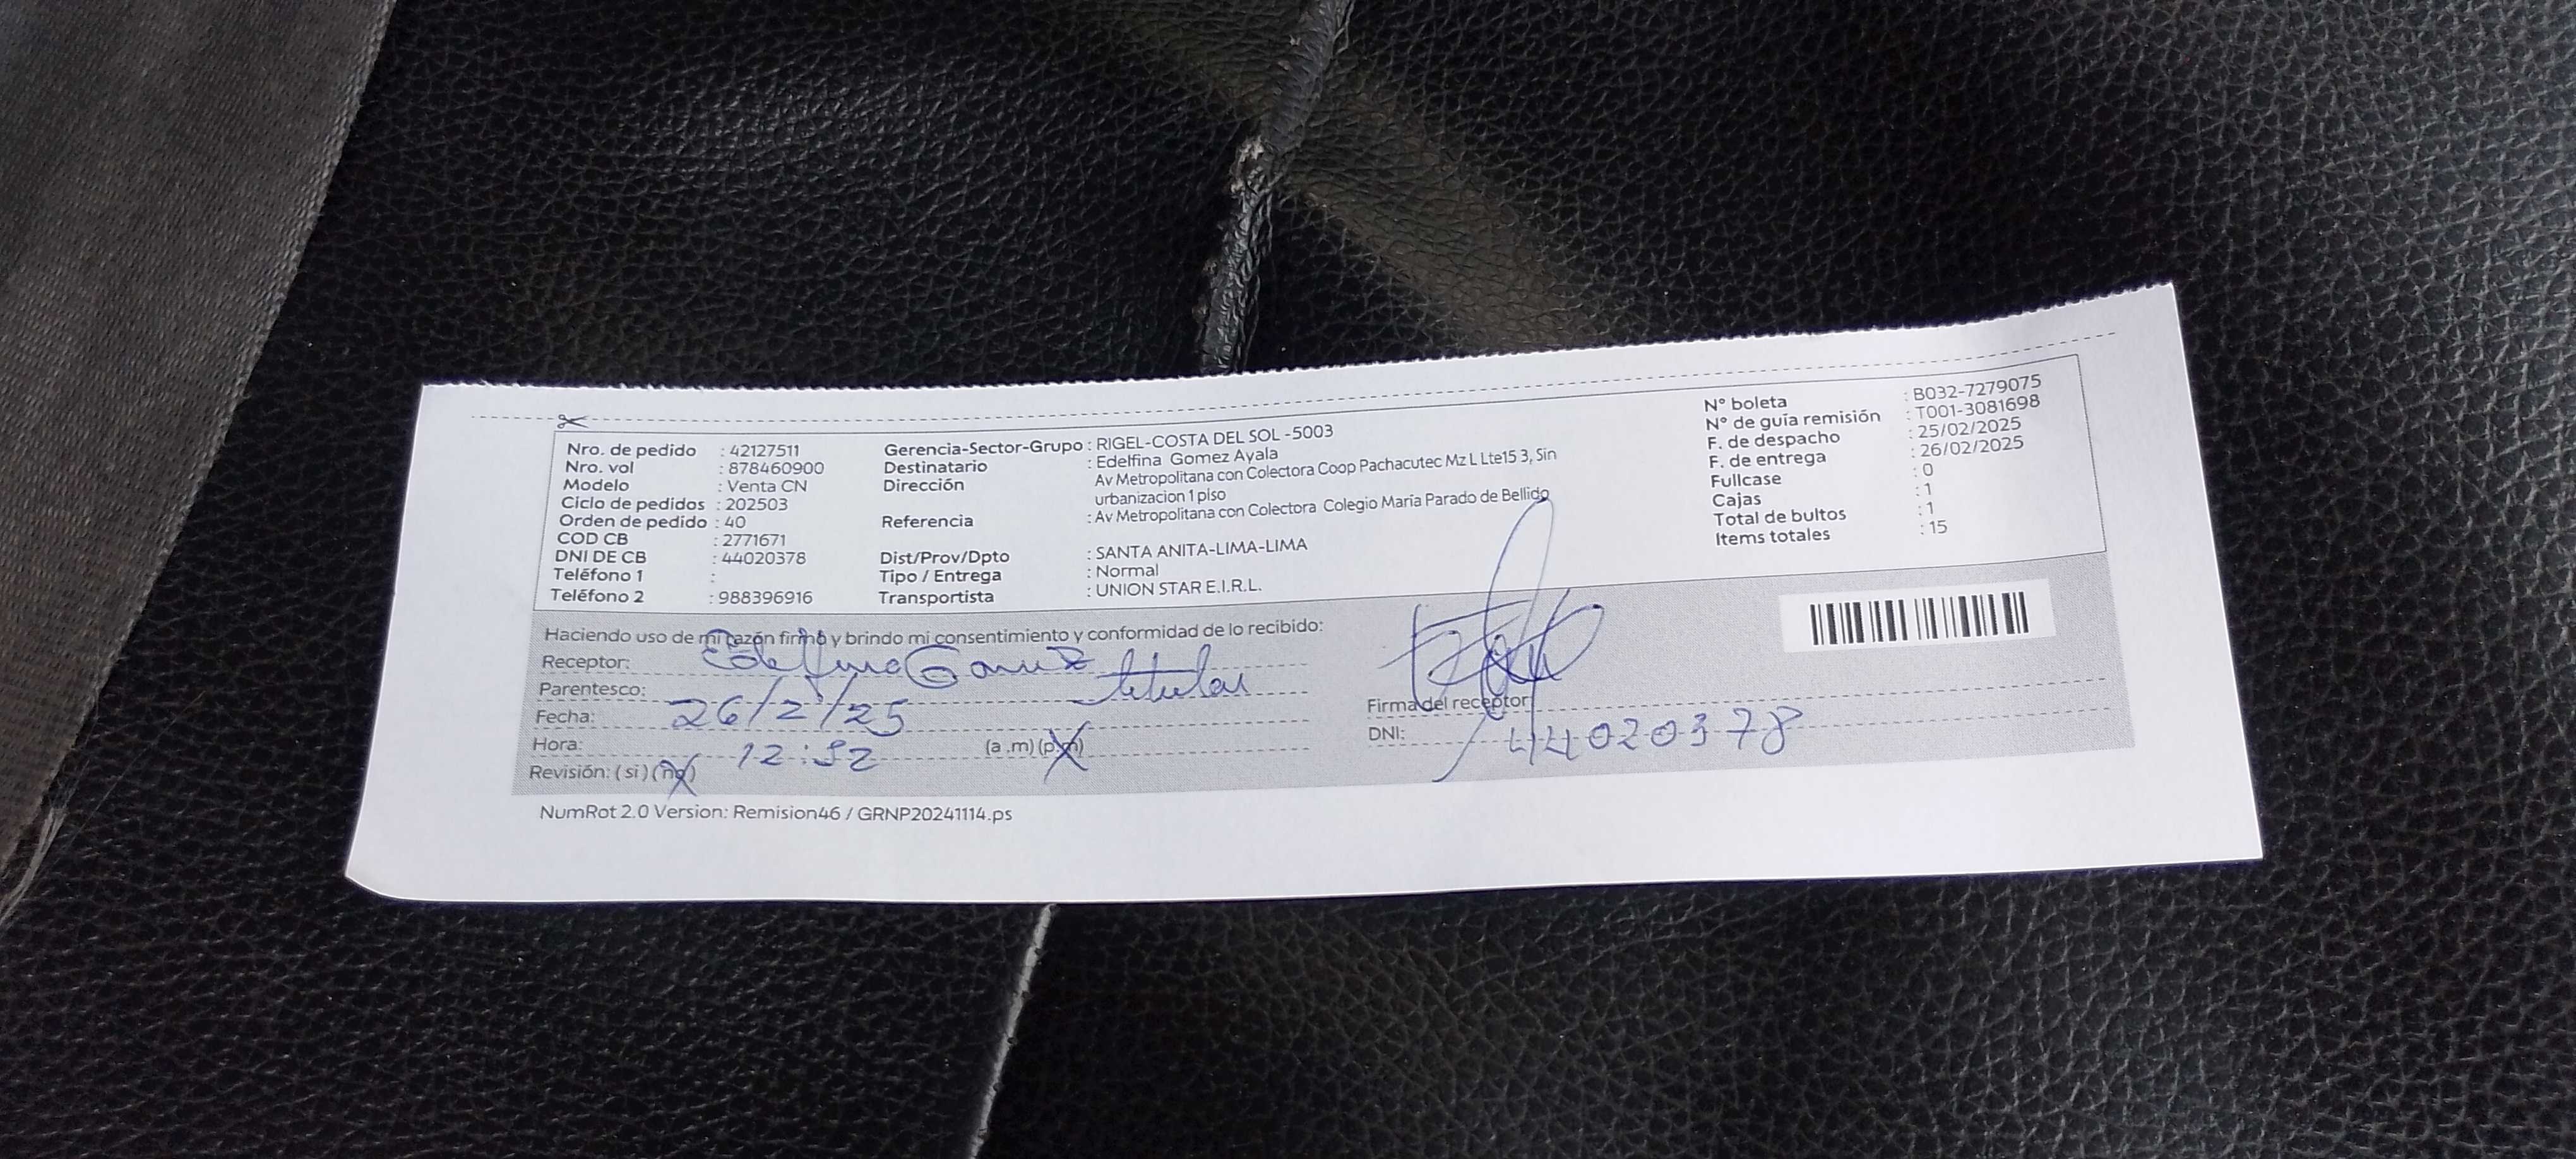 Nro. de pedido : 42127511
Nro. vol : 878460900
Modelo : Venta CN
Ciclo de pedidos : 202503
Orden de pedido : 40
COD CB : 2771671
DNI DE CB : 44020378
Teléfono 1 :
Teléfono 2 : 988396916
Gerencia-Sector-Grupo : RIGEL-COSTA DEL SOL -5003
Destinatario : Edelfina Gomez Ayala
Dirección Av Metropolitana con Colectora Coop Pachacutec Mz L Lte15 3, Sin
urbanizacion 1 piso
Referencia : Av Metropolitana con Colectora Colegio María Parado de Bellido
Dist/Prov/Dpto : SANTA ANITA-LIMA-LIMA
Tipo / Entrega : Normal
Transportista : UNION STAR E.I.R.L.
N° boleta : B032-7279075
N° de guía remisión : T001-3081698
F. de despacho : 25/02/2025
F. de entrega : 26/02/2025
Fullcase : 0
Cajas : 1
Total de bultos : 1
Items totales : 15
Haciendo uso de mi razón firmo y brindo mi consentimiento y conformidad de lo recibido:
Receptor: Edelfina Gomez
Parentesco: titular
Fecha: 26/2/25
Hora: 12:52 (a.m) (p.m)
Revisión: (si) (no)
Firma del receptor
DNI: 44020378
NumRot 2.0 Version: Remision46 / GRNP20241114.ps